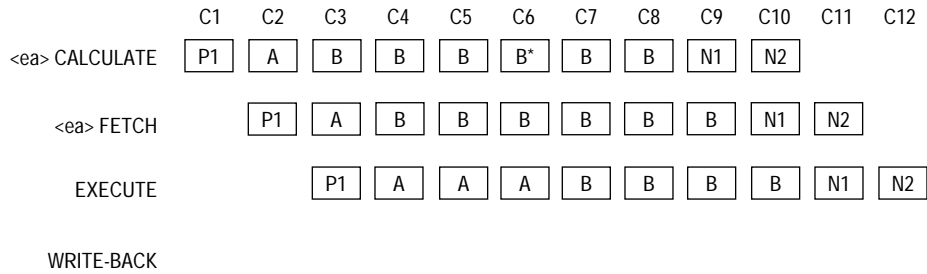 C1 C2 C3 C4 C5 C6 C7 C8 C9 C10 C11 C12
<ea> CALCULATE P1 A B B B B* B B N1 N2
<ea> FETCH P1 A B B B B B B N1 N2
EXECUTE P1 A A A B B B B N1 N2
WRITE-BACK